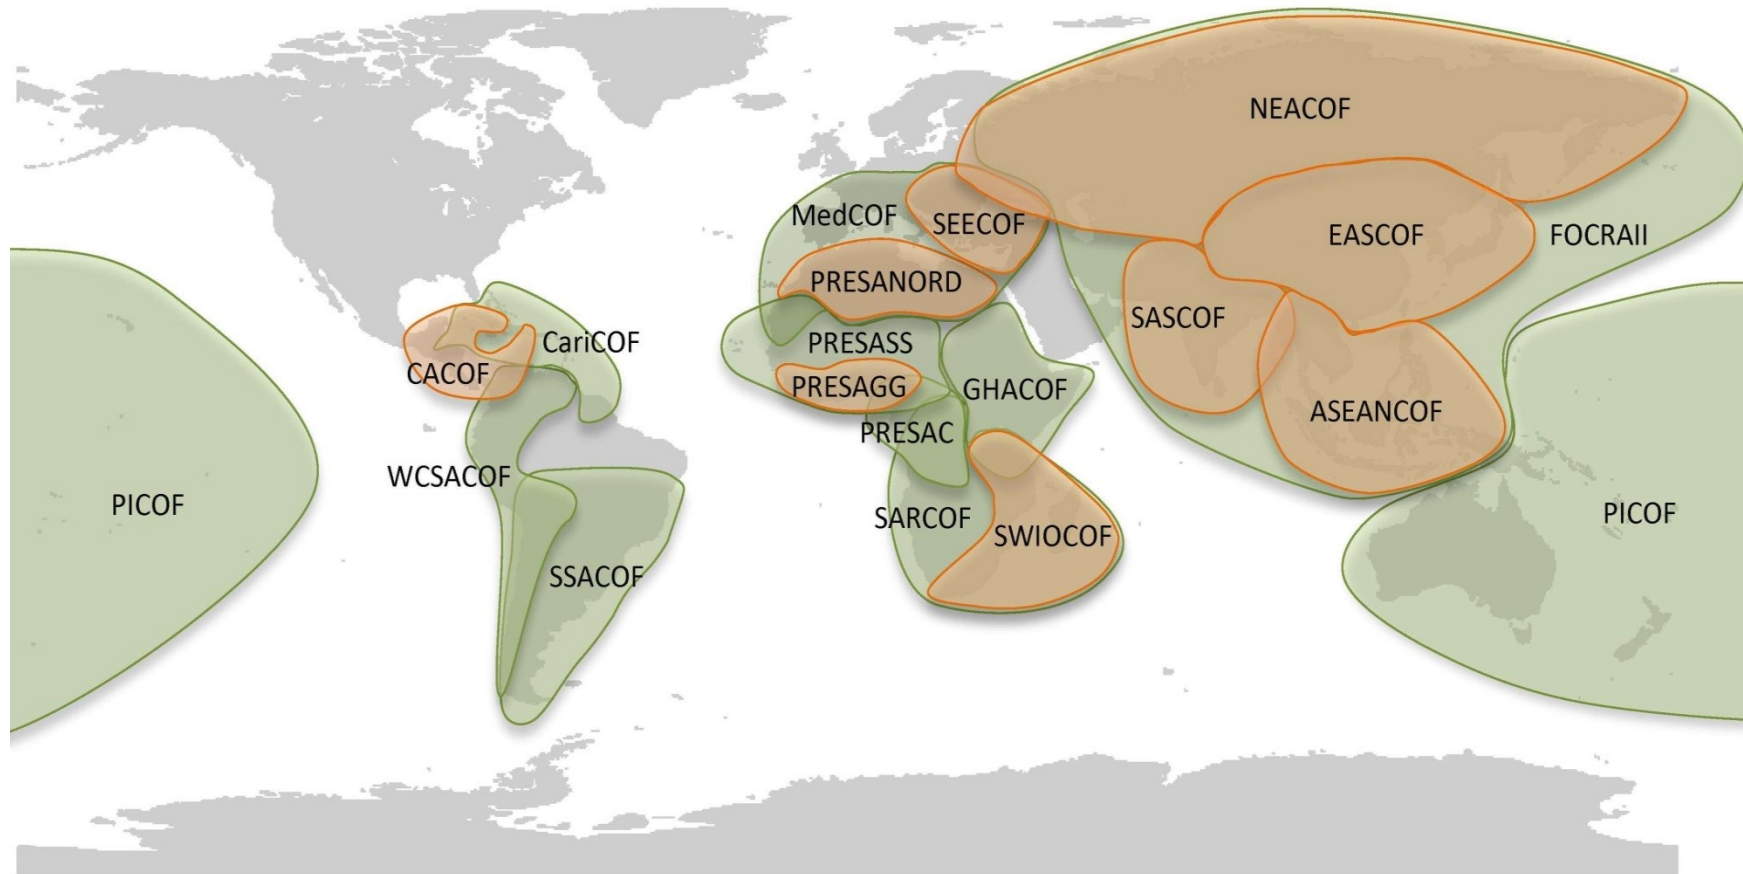 NEACOF
MedCOF
SEECOF
EASCOF
FOCRAII
PRESANORD
SASCOF
CariCOF
PRESASS
CACOF
PRESAGG
GHACOF
ASEANCOF
PRESAC
WCSACOF
PICOF
SARCOF
SWIOCOF
PICOF
SSACOF